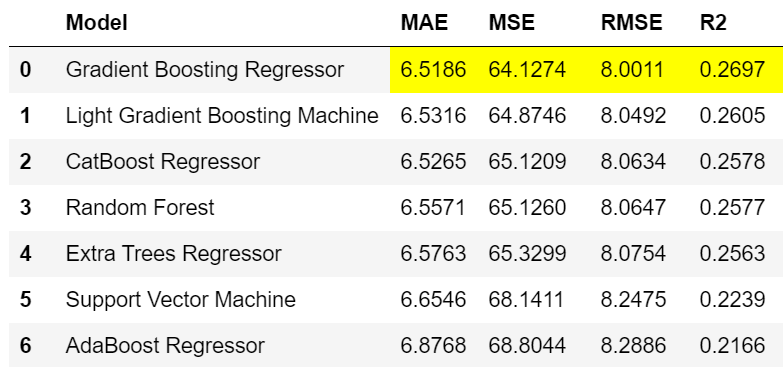 Model MAE MSE RMSE R2
0 Gradient Boosting Regressor 6.5186 64.1274 8.0011 0.2697
1 Light Gradient Boosting Machine 6.5316 64.8746 8.0492 0.2605
2 CatBoost Regressor 6.5265 65.1209 8.0634 0.2578
3 Random Forest 6.5571 65.1260 8.0647 0.2577
4 Extra Trees Regressor 6.5763 65.3299 8.0754 0.2563
5 Support Vector Machine 6.6546 68.1411 8.2475 0.2239
6 AdaBoost Regressor 6.8768 68.8044 8.2886 0.2166